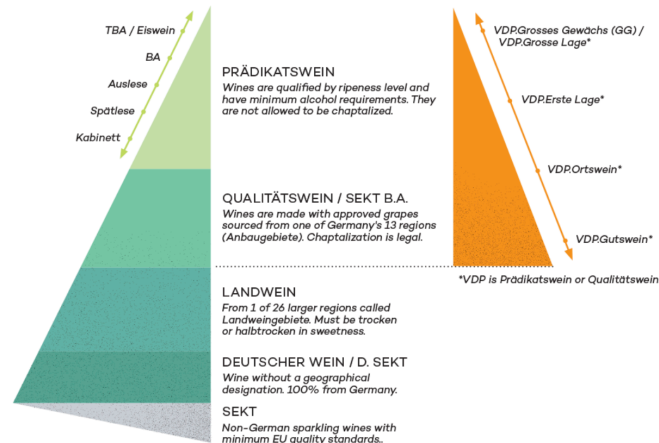 TBA / Eiswein
BA
Auslese
Spätlese
Kabinett
PRÄDIKATSWEIN
Wines are qualified by ripeness level and
have minimum alcohol requirements. They
are not allowed to be chaptalized.
QUALITÄTSWEIN / SEKT B.A.
Wines are made with approved grapes
sourced from one of Germany's 13 regions
(Anbaugebiete). Chaptalization is legal.
LANDWEIN
From 1 of 26 larger regions called
Landweingebiete. Must be trocken
or halbtrocken in sweetness.
DEUTSCHER WEIN / D. SEKT
Wine without a geographical
designation. 100% from Germany.
SEKT
Non-German sparkling wines with
minimum EU quality standards..
VDP.Grosses Gewächs (GG) /
VDP.Grosse Lage*
VDP.Erste Lage*
VDP.Ortswein*
VDP.Gutswein*
*VDP is Prädikatswein or Qualitätswein